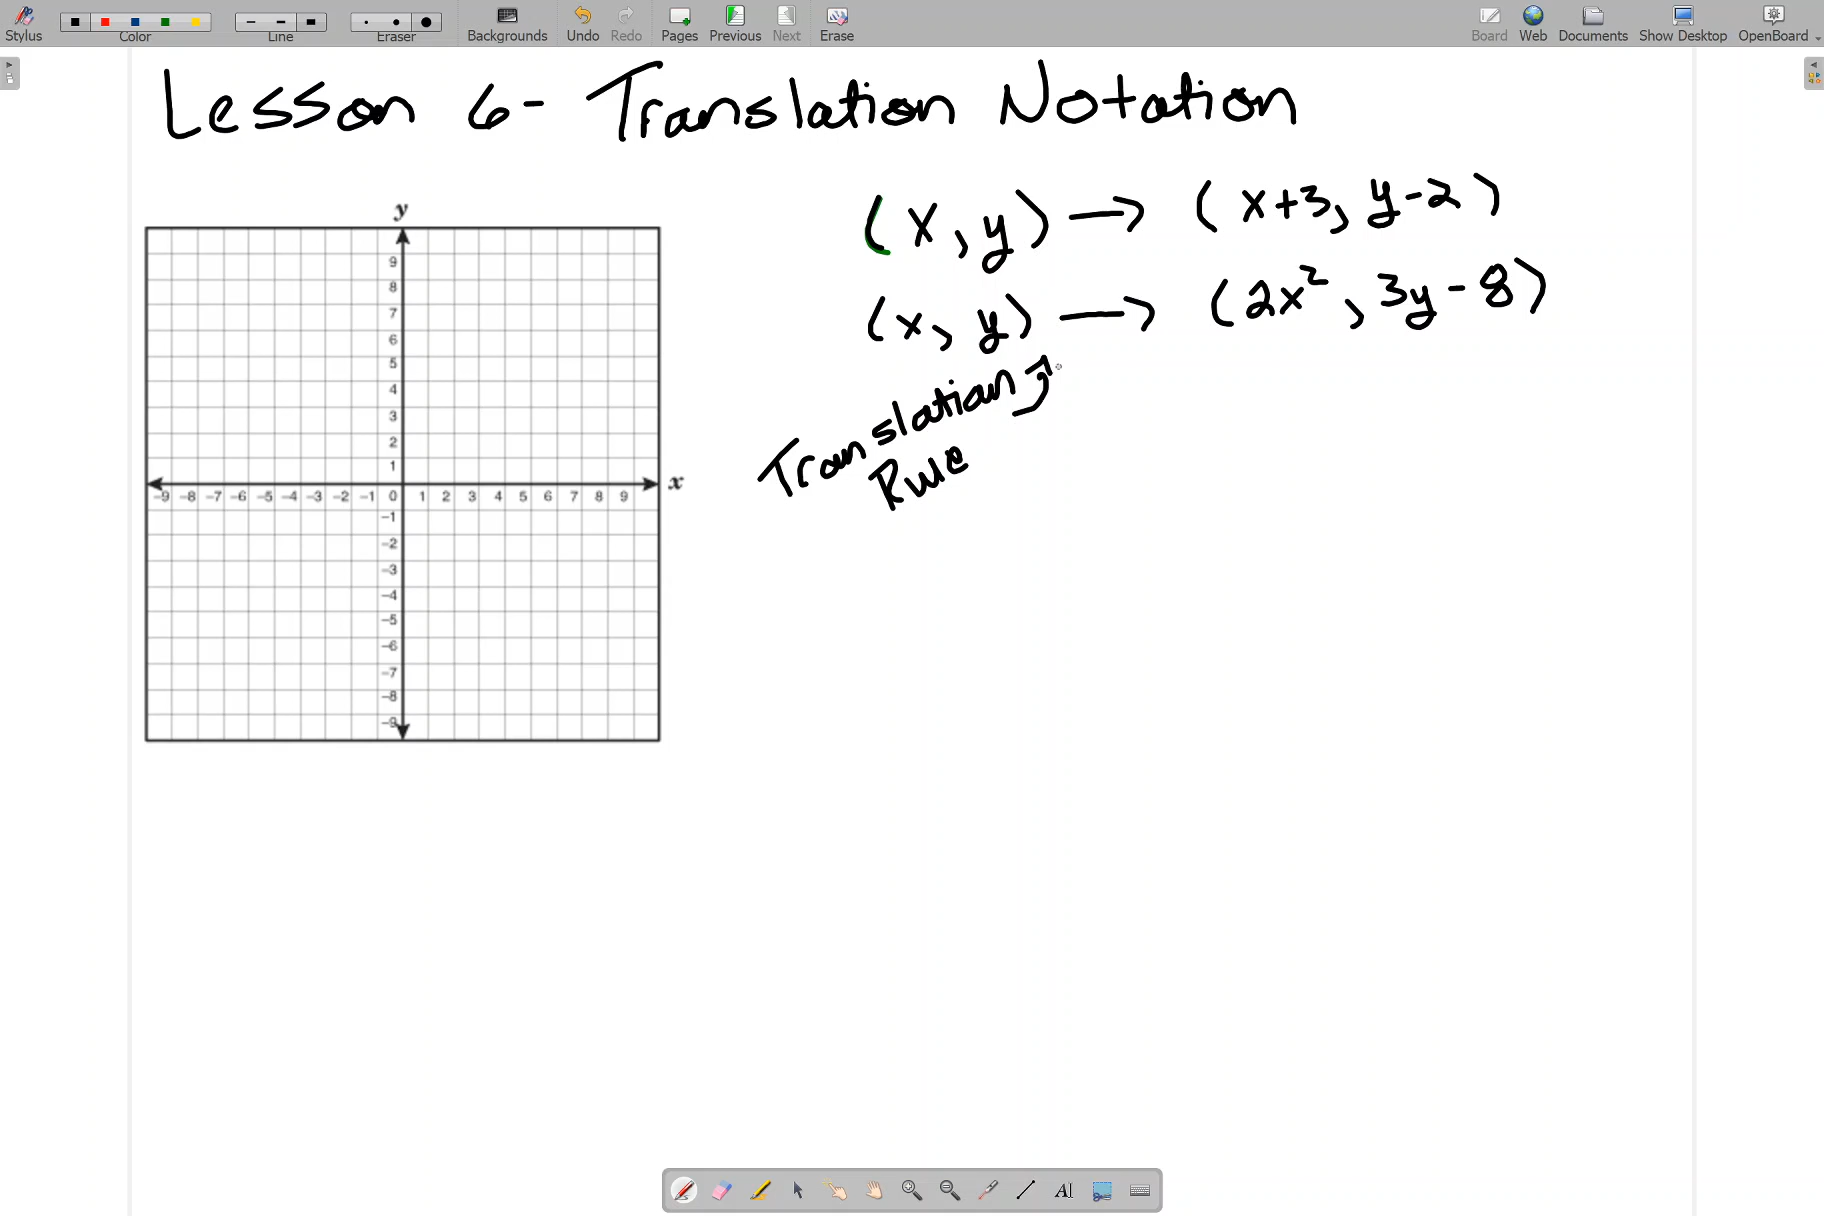 Stylus Color Line Eraser Backgrounds Undo Redo Pages Previous Next Erase Board Web Documents Show Desktop OpenBoard
Lesson 6- Translation Notation
(x, y) → (x+3, y-2)
(x, y) → (2x², 3y-8)
Translation
Rule
y
9
8
7
6
5
4
3
2
1
-9 -8 -7 -6 -5 -4 -3 -2 -1 0 1 2 3 4 5 6 7 8 9 x
-1
-2
-3
-4
-5
-6
-7
-8
-9